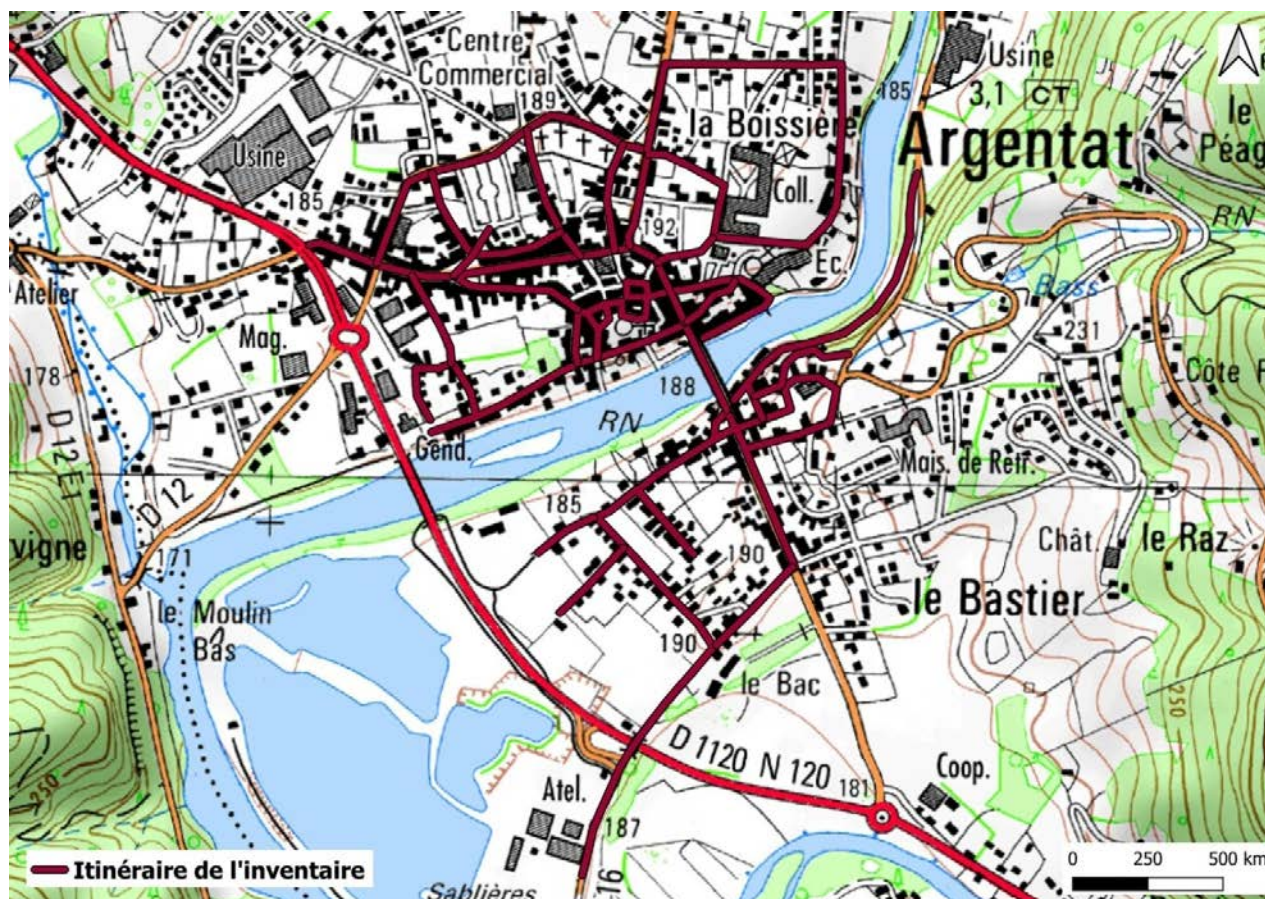 Centre
Commercial
189
Usine
185
Usine
3,1 CT
la Boissière
Argentat
le
Péag
Coll.
192
Éc.
185
RN
Bass
231
Atelier
Mag.
178
D 12E1
188
RN
Côte
Gend.
Mais. de Retr.
D 12
185
vigne
171
190
Chât.
le Raz
le Moulin
Bas
le Bastier
190
le Bac
250
250
D 1120 N 120
181
Coop.
Atel.
187
Itinéraire de l'inventaire
0 250 500 km
Sablières
16